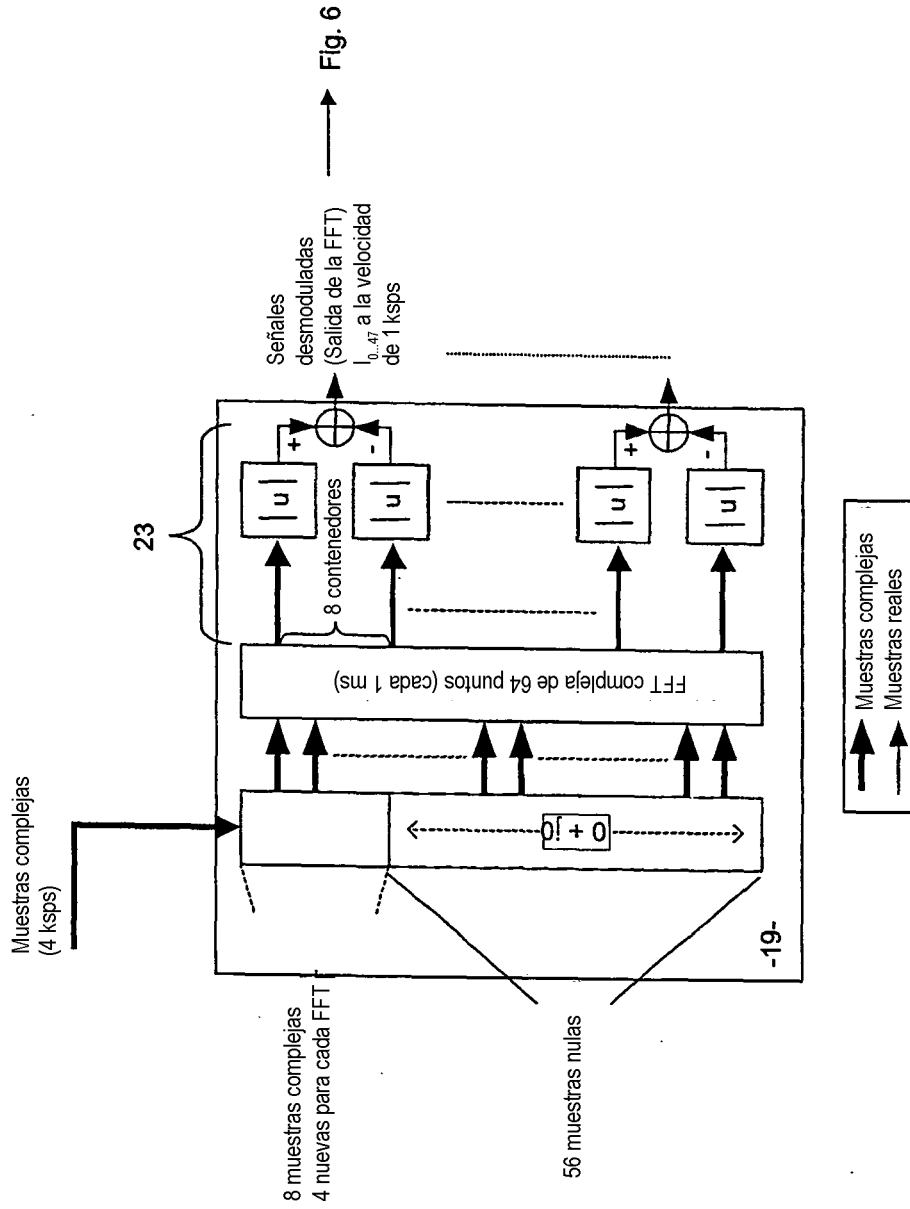 Muestras complejas
(4 ksps)
8 muestras complejas
4 nuevas para cada FFT
56 muestras nulas
-19-
0 + j0
FFT compleja de 64 puntos (cada 1 ms)
8 contenedores
23
|u|
|u|
|u|
|u|
+
-
+
-
Señales
desmoduladas
(Salida de la FFT)
I0...47 a la velocidad
de 1 ksps
Fig. 6
Muestras complejas
Muestras reales